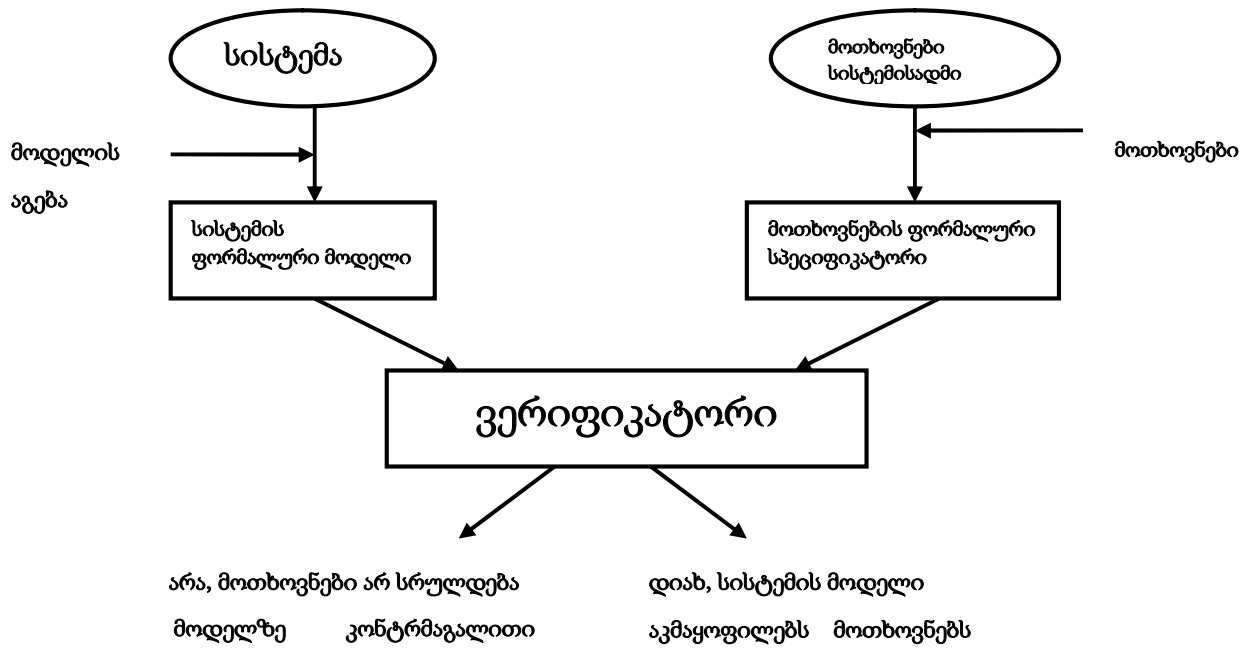 სისტემა
მოთხოვნები
სისტემისადმი
მოდელის
აგება
მოთხოვნები
სისტემის
ფორმალური მოდელი
მოთხოვნების ფორმალური
სპეციფიკატორი
ვერიფიკატორი
არა, მოთხოვნები არ სრულდება
მოდელზე კონტრმაგალითი
დიახ, სისტემის მოდელი
აკმაყოფილებს მოთხოვნებს